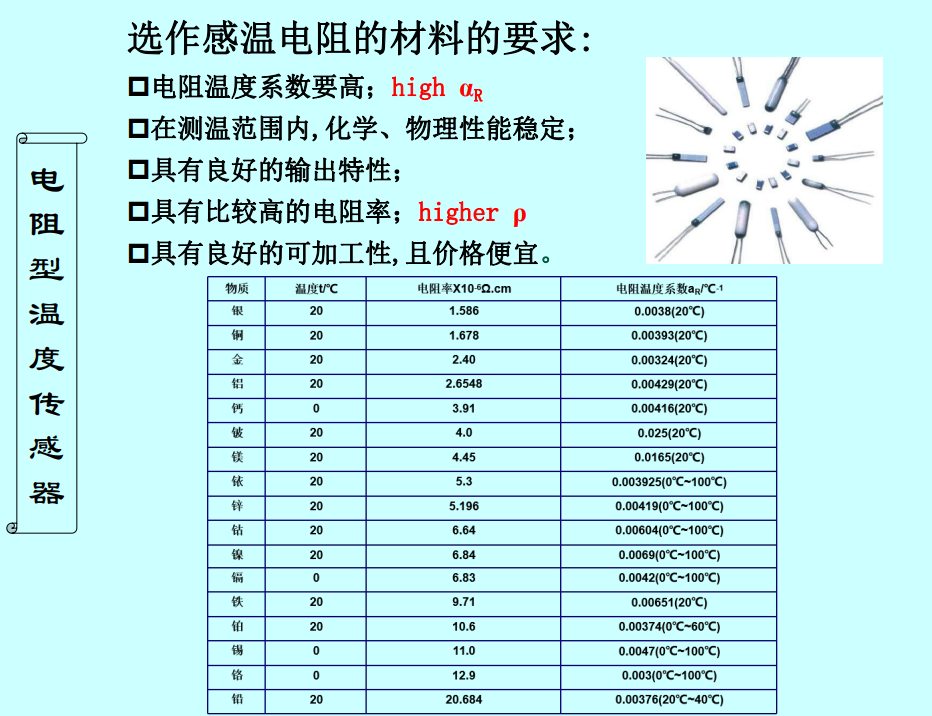 选作感温电阻的材料的要求:
电阻温度系数要高；high αR
在测温范围内,化学、物理性能稳定；
具有良好的输出特性；
具有比较高的电阻率；higher ρ
具有良好的可加工性,且价格便宜。
电阻型温度传感器
物质 温度t/℃ 电阻率X10-6Ω.cm 电阻温度系数aR/℃-1
银 20 1.586 0.0038(20℃)
铜 20 1.678 0.00393(20℃)
金 20 2.40 0.00324(20℃)
铝 20 2.6548 0.00429(20℃)
钙 0 3.91 0.00416(20℃)
铍 20 4.0 0.025(20℃)
镁 20 4.45 0.0165(20℃)
铱 20 5.3 0.003925(0℃~100℃)
锌 20 5.196 0.00419(0℃~100℃)
钴 20 6.64 0.00604(0℃~100℃)
镍 20 6.84 0.0069(0℃~100℃)
镉 0 6.83 0.0042(0℃~100℃)
铁 20 9.71 0.00651(20℃)
铂 20 10.6 0.00374(0℃~60℃)
锡 0 11.0 0.0047(0℃~100℃)
铬 0 12.9 0.003(0℃~100℃)
铅 20 20.684 0.00376(20℃~40℃)